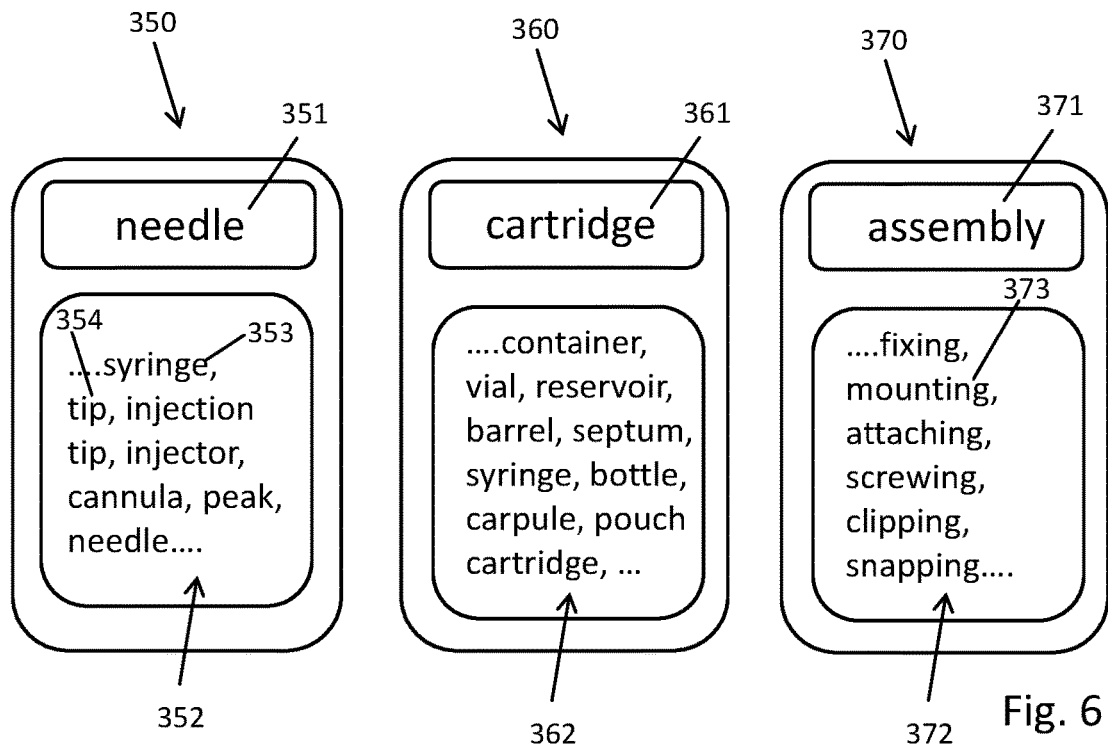 350
360
370
351
361
371
needle
cartridge
assembly
373
354
353
....syringe,
tip, injection
tip, injector,
cannula, peak,
needle....
....container,
vial, reservoir,
barrel, septum,
syringe, bottle,
carpule, pouch
cartridge, ...
....fixing,
mounting,
attaching,
screwing,
clipping,
snapping....
352
362
372
Fig. 6